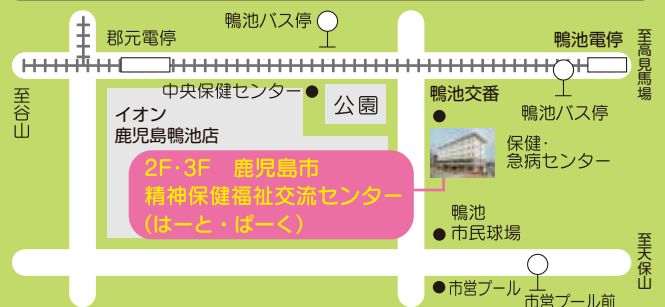 鴨池バス停
郡元電停
鴨池電停
至高見馬場
至谷山
中央保健センター
公園
鴨池交番
鴨池バス停
イオン
鹿児島鴨池店
保健・
急病センター
2F・3F 鹿児島市
精神保健福祉交流センター
(はーと・ぱーく)
鴨池
市民球場
至天保山
市営プール
市営プール前